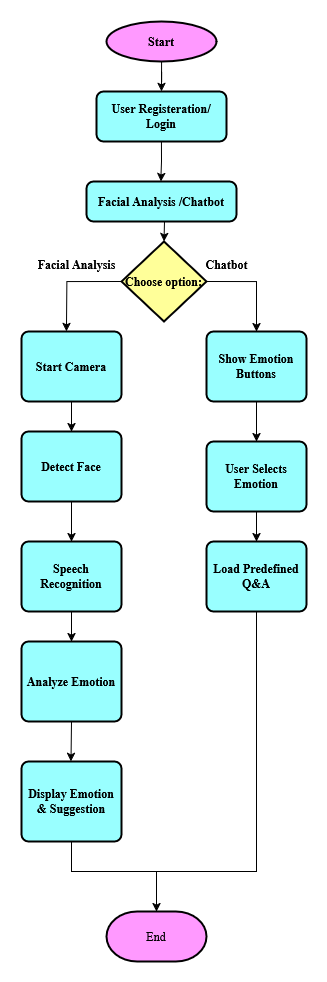 Start
User Registeration/
Login
Facial Analysis /Chatbot
Facial Analysis
Chatbot
Choose option:
Start Camera
Show Emotion
Buttons
Detect Face
User Selects
Emotion
Speech
Recognition
Load Predefined
Q&A
Analyze Emotion
Display Emotion
& Suggestion
End